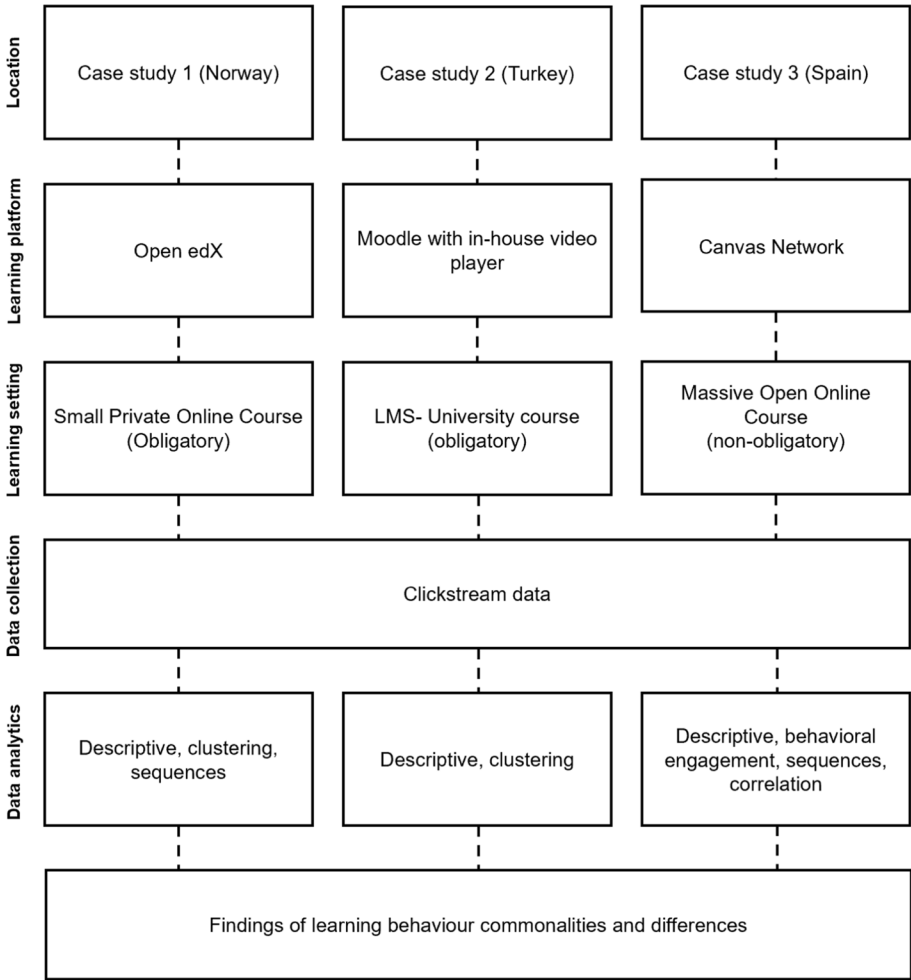 Location
Case study 1 (Norway)
Case study 2 (Turkey)
Case study 3 (Spain)
Learning platform
Open edX
Moodle with in-house video
player
Canvas Network
Learning setting
Small Private Online Course
(Obligatory)
LMS- University course
(obligatory)
Massive Open Online
Course
(non-obligatory)
Data collection
Clickstream data
Data analytics
Descriptive, clustering,
sequences
Descriptive, clustering
Descriptive, behavioral
engagement, sequences,
correlation
Findings of learning behaviour commonalities and differences